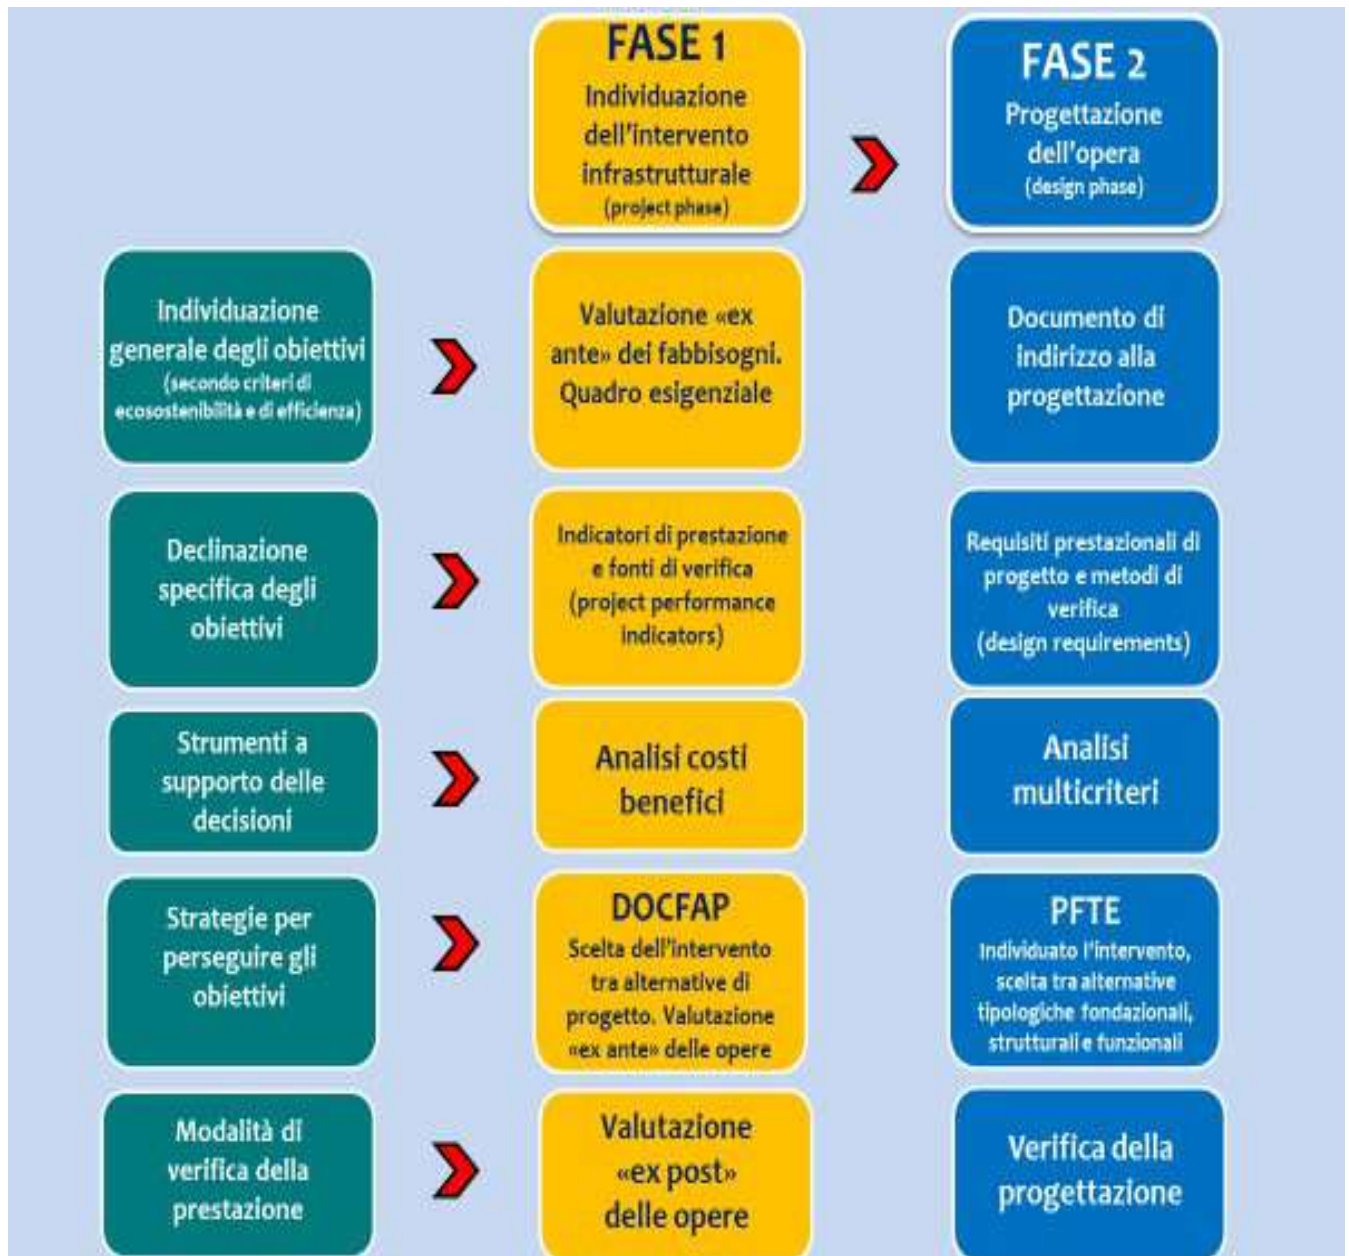 FASE 1
Individuazione
dell'intervento
infrastrutturale
(project phase)
FASE 2
Progettazione
dell'opera
(design phase)
Individuazione
generale degli obiettivi
(secondo criteri di
ecosostenibilità e di efficienza)
Valutazione «ex
ante» dei fabbisogni.
Quadro esigenziale
Documento di
indirizzo alla
progettazione
Declinazione
specifica degli
obiettivi
Indicatori di prestazione
e fonti di verifica
(project performance
indicators)
Requisiti prestazionali di
progetto e metodi di
verifica
(design requirements)
Strumenti a
supporto delle
decisioni
Analisi costi
benefici
Analisi
multicriteri
Strategie per
perseguire gli
obiettivi
DOCFAP
Scelta dell'intervento
tra alternative di
progetto. Valutazione
«ex ante» delle opere
PFTE
Individuato l'intervento,
scelta tra alternative
tipologiche fondazionali,
strutturali e funzionali
Modalità di
verifica della
prestazione
Valutazione
«ex post»
delle opere
Verifica della
progettazione